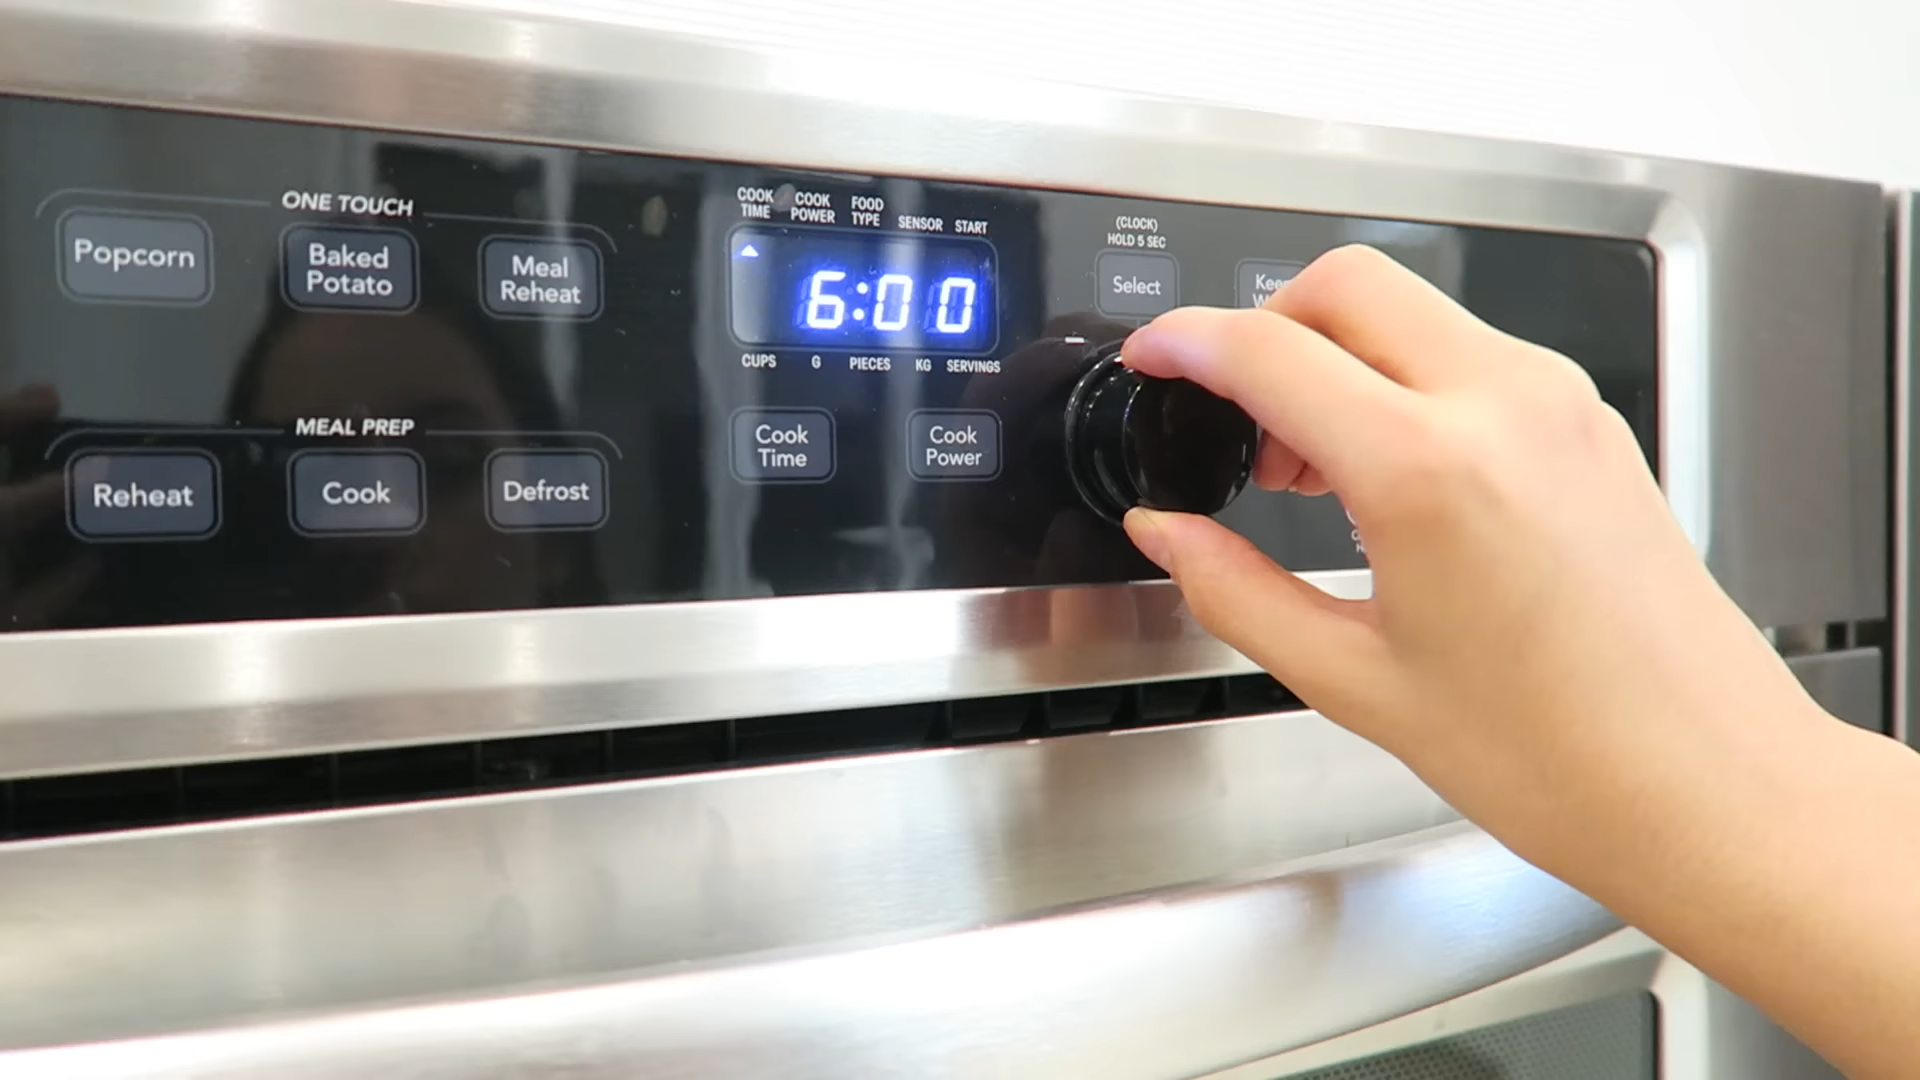 ONE TOUCH
Popcorn
Baked
Potato
Meal
Reheat
MEAL PREP
Reheat
Cook
Defrost
COOK
TIME
COOK
POWER
FOOD
TYPE
SENSOR
START
6:00
CUPS
G
PIECES
KG
SERVINGS
Cook
Time
Cook
Power
(CLOCK)
HOLD 5 SEC
Select